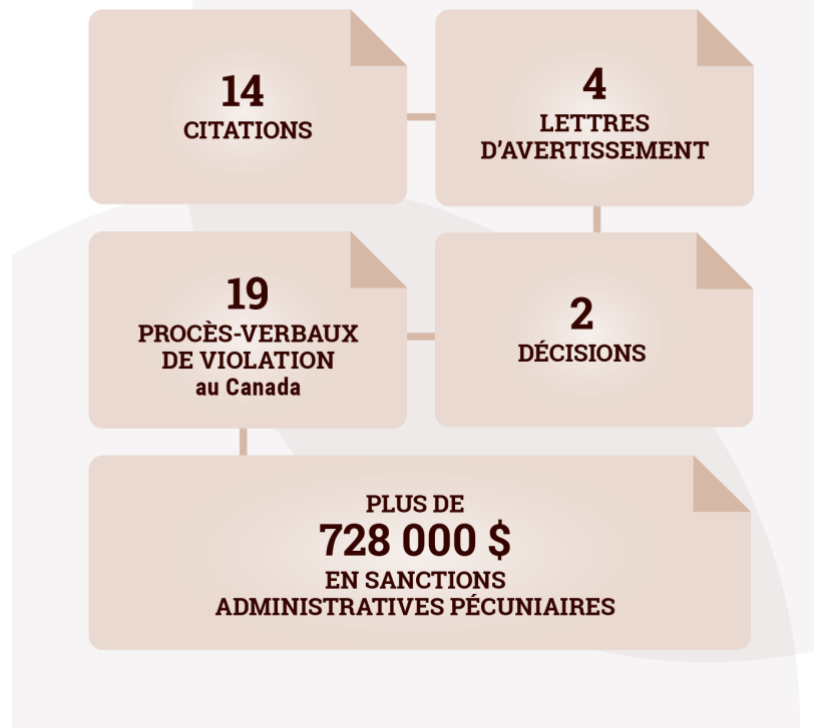 14
CITATIONS
4
LETTRES
D'AVERTISSEMENT
19
PROCÈS-VERBAUX
DE VIOLATION
au Canada
2
DÉCISIONS
PLUS DE
728 000 $
EN SANCTIONS
ADMINISTRATIVES PÉCUNIAIRES